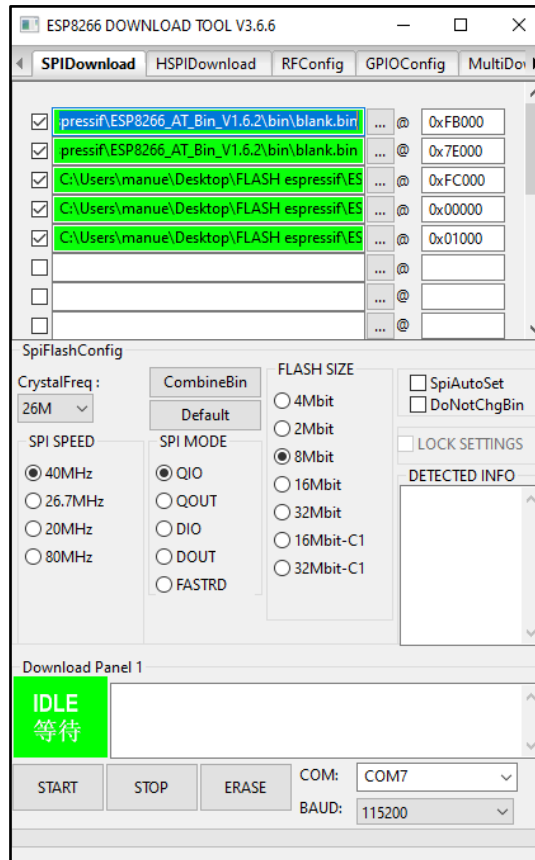 ESP8266 DOWNLOAD TOOL V3.6.6
SPIDownload HSPIDownload RFConfig GPIOConfig MultiDo
pressif\ESP8266_AT_Bin_V1.6.2\bin\blank.bin ... @ 0xFB000
pressif\ESP8266_AT_Bin_V1.6.2\bin\blank.bin ... @ 0x7E000
C:\Users\manue\Desktop\FLASH espressif\ES ... @ 0xFC000
C:\Users\manue\Desktop\FLASH espressif\ES ... @ 0x00000
C:\Users\manue\Desktop\FLASH espressif\ES ... @ 0x01000
... @
... @
... @
SpiFlashConfig
CrystalFreq :
26M
CombineBin
Default
SPI SPEED
40MHz
26.7MHz
20MHz
80MHz
SPI MODE
QIO
QOUT
DIO
DOUT
FASTRD
FLASH SIZE
4Mbit
2Mbit
8Mbit
16Mbit
32Mbit
16Mbit-C1
32Mbit-C1
SpiAutoSet
DoNotChgBin
LOCK SETTINGS
DETECTED INFO
Download Panel 1
IDLE
等待
START STOP ERASE
COM: COM7
BAUD: 115200